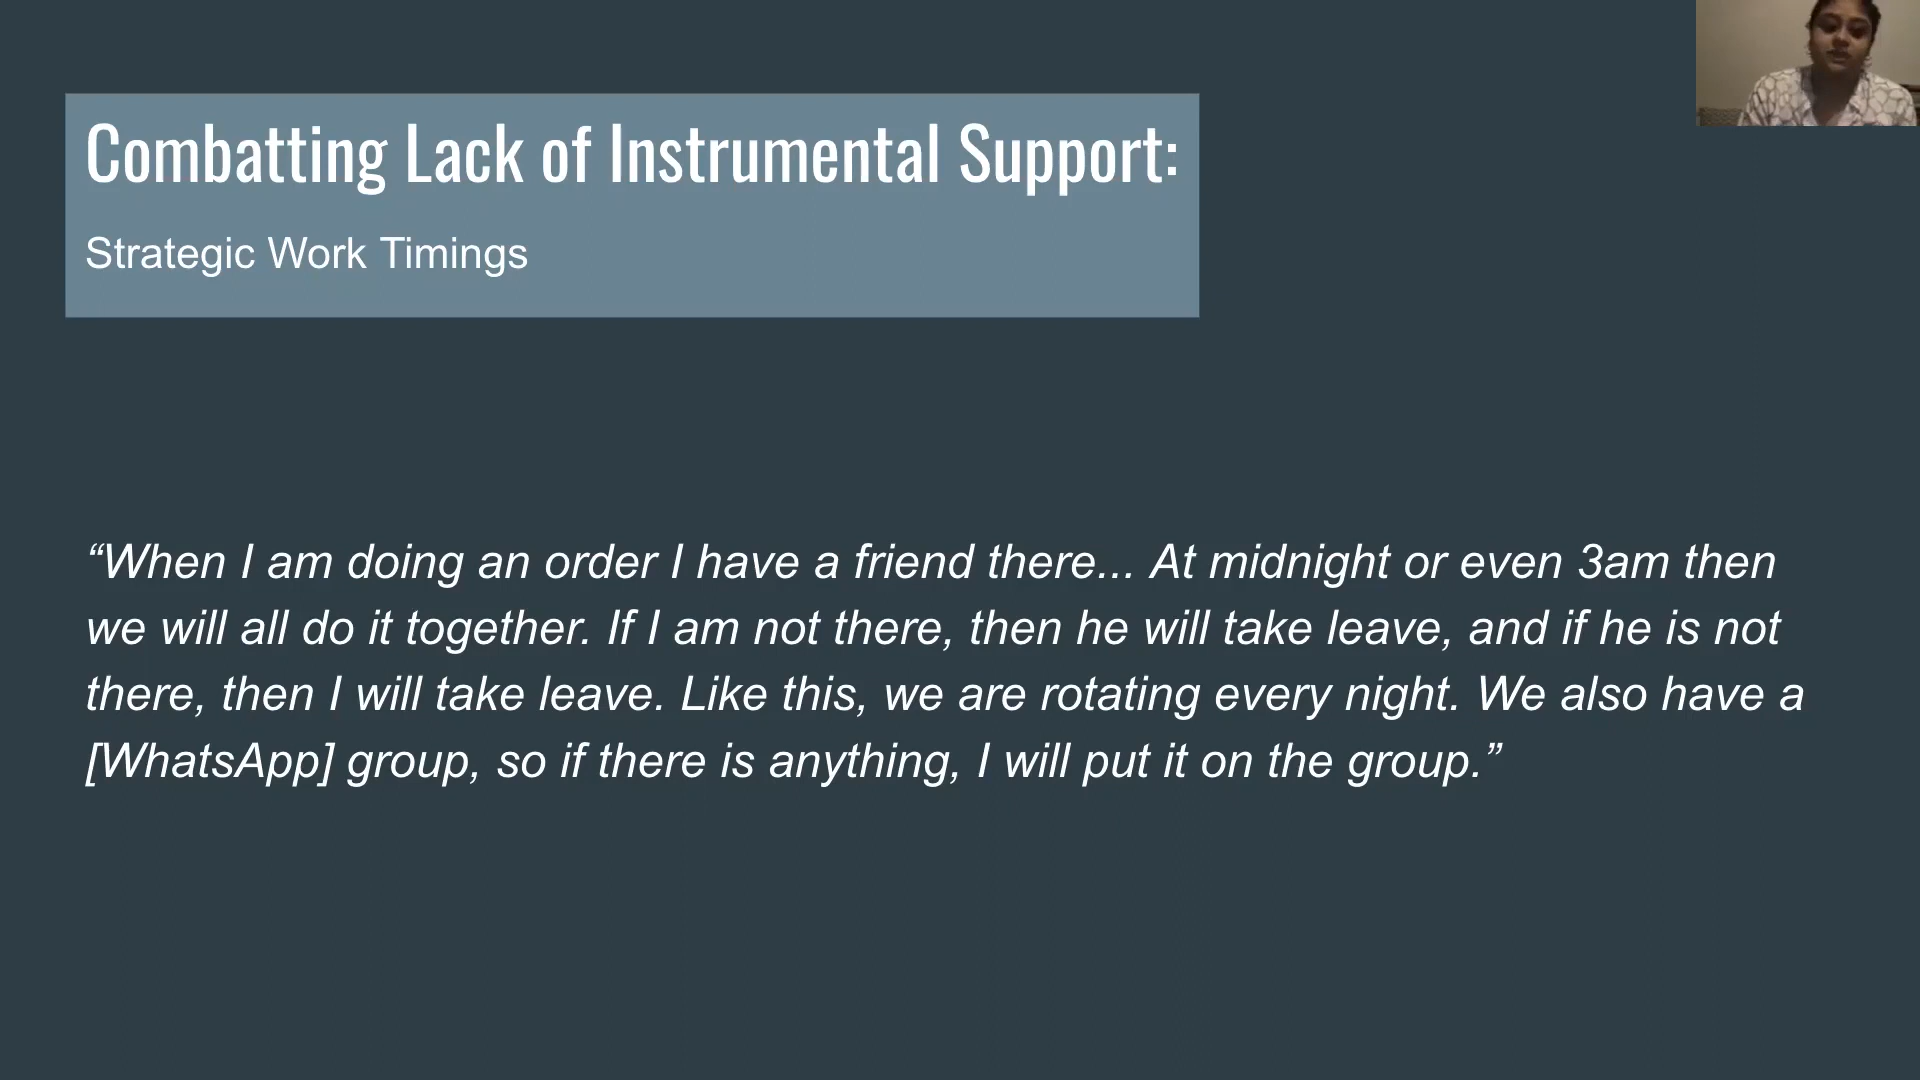 Combatting Lack of Instrumental Support:
Strategic Work Timings
“When I am doing an order I have a friend there... At midnight or even 3am then
we will all do it together. If I am not there, then he will take leave, and if he is not
there, then I will take leave. Like this, we are rotating every night. We also have a
[WhatsApp] group, so if there is anything, I will put it on the group.”